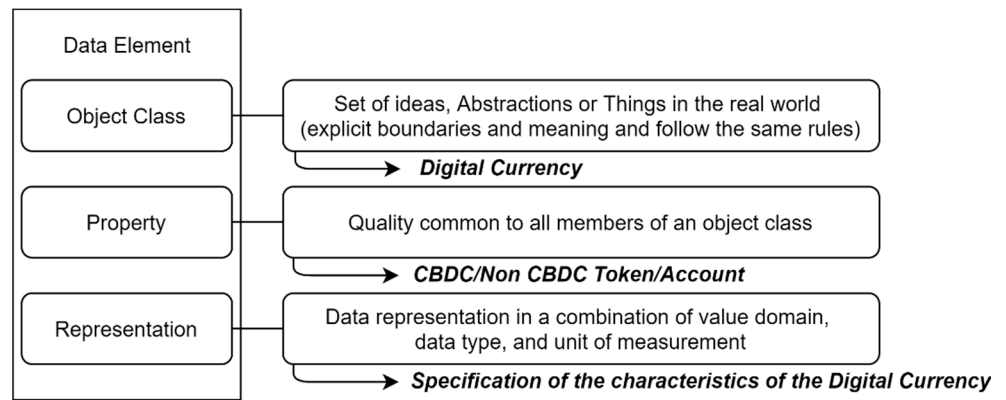 Data Element
Object Class
Set of ideas, Abstractions or Things in the real world
(explicit boundaries and meaning and follow the same rules)
Digital Currency
Property
Quality common to all members of an object class
CBDC/Non CBDC Token/Account
Representation
Data representation in a combination of value domain,
data type, and unit of measurement
Specification of the characteristics of the Digital Currency